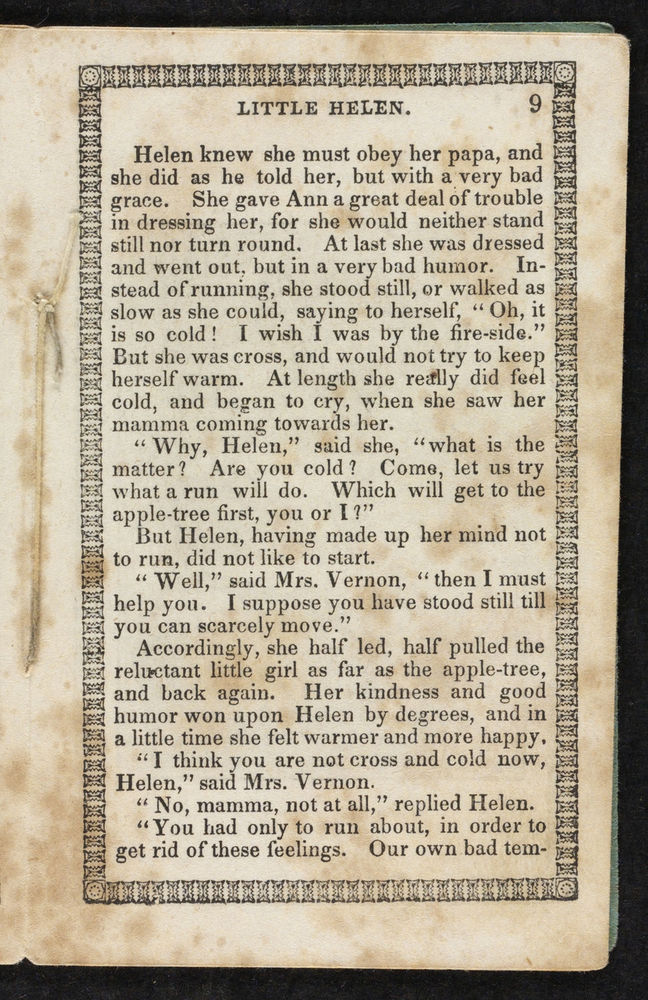 LITTLE HELEN. 9
Helen knew she must obey her papa, and
she did as he told her, but with a very bad
grace. She gave Ann a great deal of trouble
in dressing her, for she would neither stand
still nor turn round. At last she was dressed
and went out, but in a very bad humor. In-
stead of running, she stood still, or walked as
slow as she could, saying to herself, “Oh, it
is so cold! I wish I was by the fire-side.”
But she was cross, and would not try to keep
herself warm. At length she really did feel
cold, and began to cry, when she saw her
mamma coming towards her.
“Why, Helen,” said she, “what is the
matter? Are you cold? Come, let us try
what a run will do. Which will get to the
apple-tree first, you or I?”
But Helen, having made up her mind not
to run, did not like to start.
“Well,” said Mrs. Vernon, “then I must
help you. I suppose you have stood still till
you can scarcely move.”
Accordingly, she half led, half pulled the
reluctant little girl as far as the apple-tree,
and back again. Her kindness and good
humor won upon Helen by degrees, and in
a little time she felt warmer and more happy.
“I think you are not cross and cold now,
Helen,” said Mrs. Vernon.
“No, mamma, not at all,” replied Helen.
“You had only to run about, in order to
get rid of these feelings. Our own bad tem-